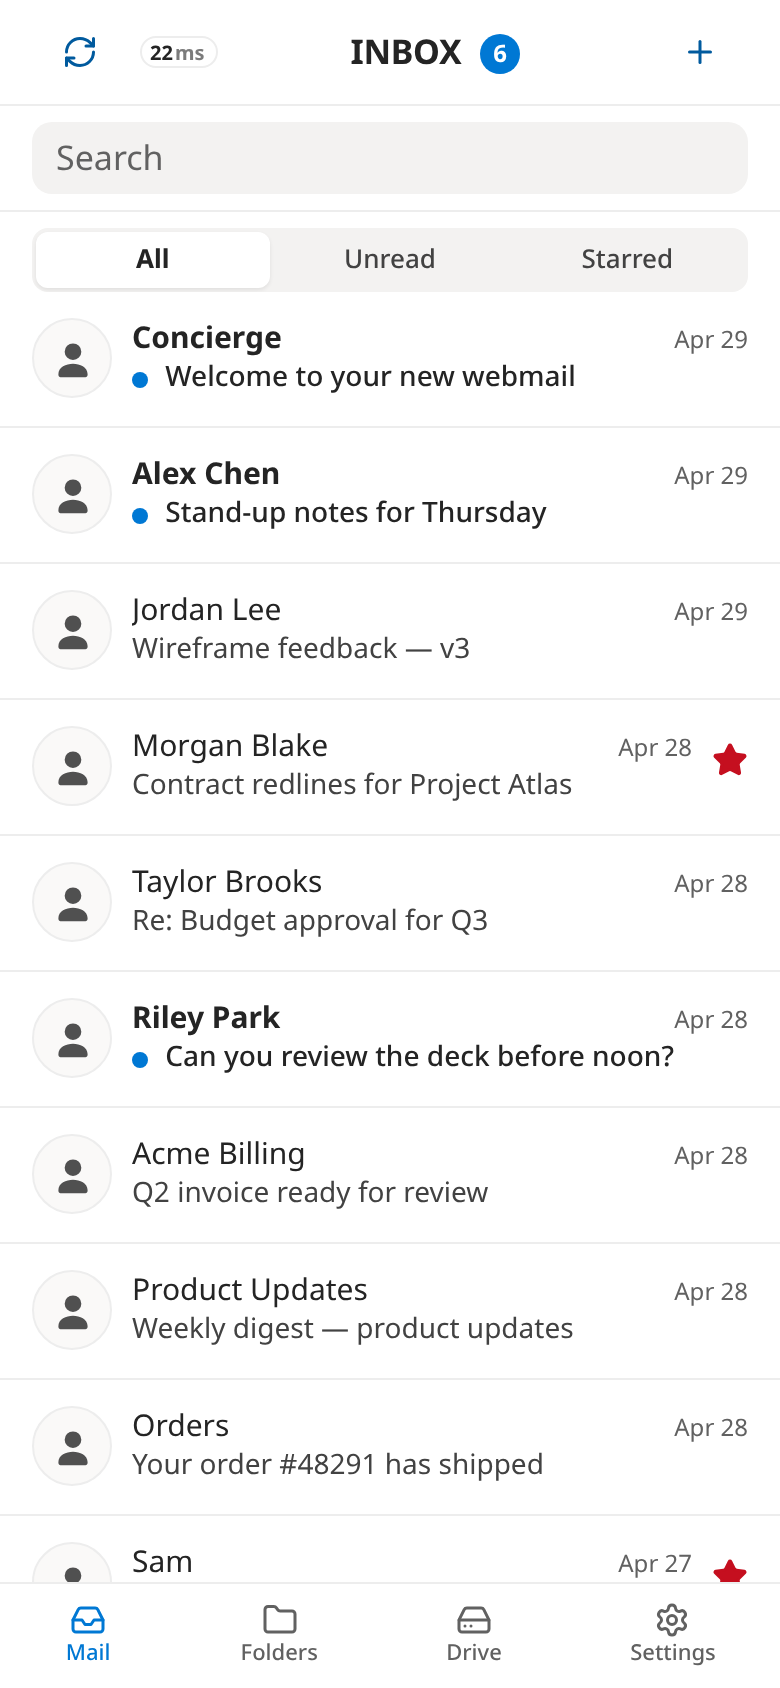 22 ms
INBOX 6
Search
All Unread Starred
Concierge Apr 29
Welcome to your new webmail
Alex Chen Apr 29
Stand-up notes for Thursday
Jordan Lee Apr 29
Wireframe feedback — v3
Morgan Blake Apr 28
Contract redlines for Project Atlas
Taylor Brooks Apr 28
Re: Budget approval for Q3
Riley Park Apr 28
Can you review the deck before noon?
Acme Billing Apr 28
Q2 invoice ready for review
Product Updates Apr 28
Weekly digest — product updates
Orders Apr 28
Your order #48291 has shipped
Sam Apr 27
Mail Folders Drive Settings